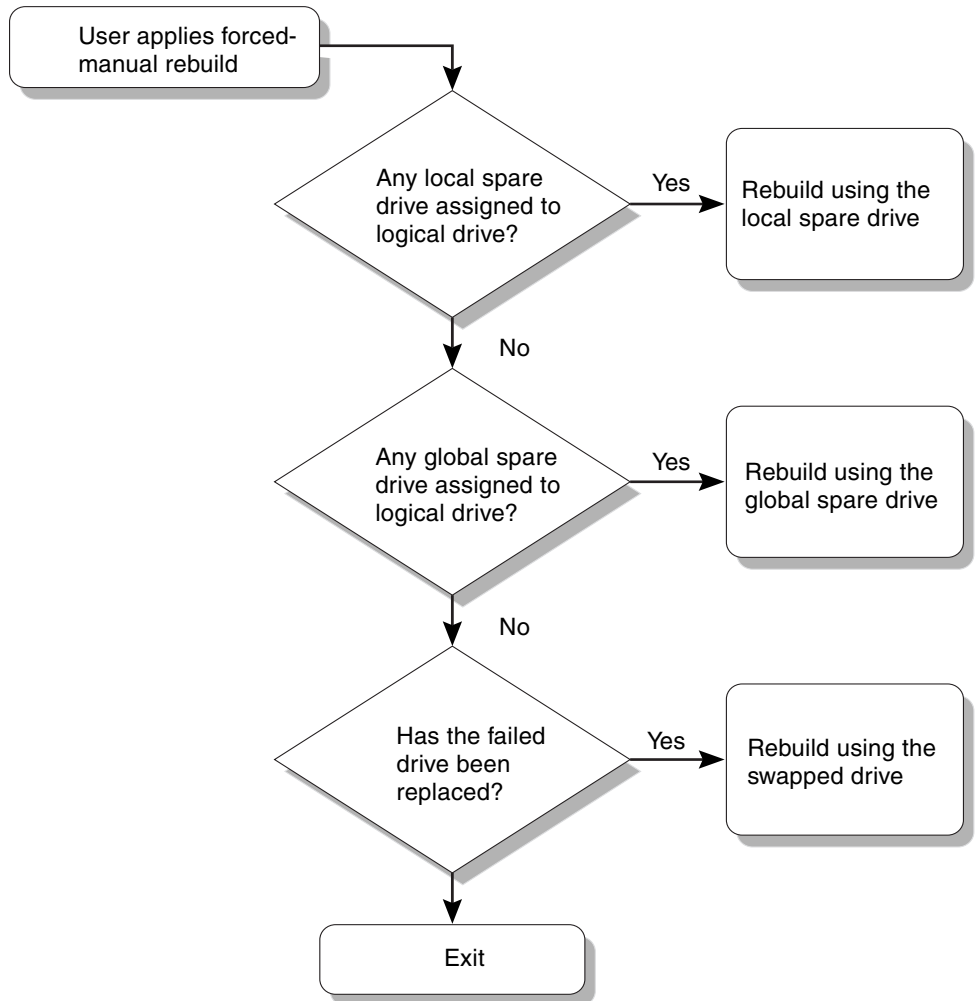 User applies forced-
manual rebuild
Any local spare
drive assigned to
logical drive?
Yes
Rebuild using the
local spare drive
No
Any global spare
drive assigned to
logical drive?
Yes
Rebuild using the
global spare drive
No
Has the failed
drive been
replaced?
Yes
Rebuild using the
swapped drive
Exit